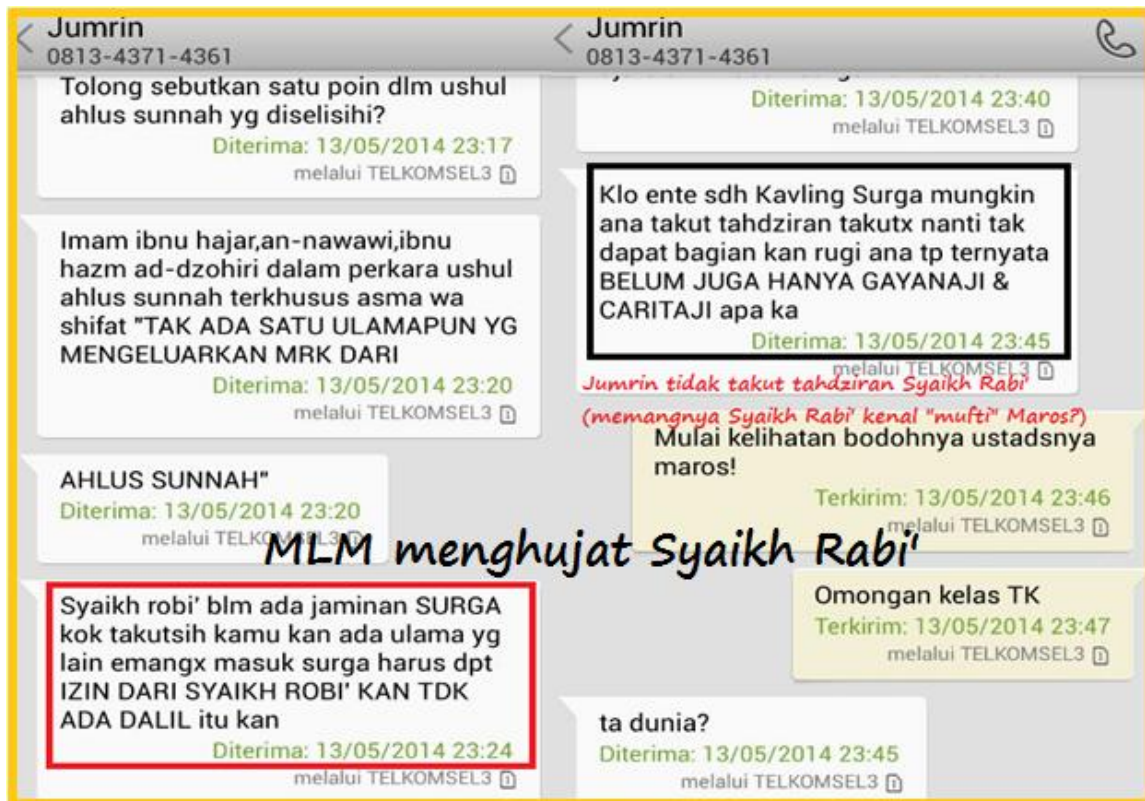 Jumrin
0813-4371-4361
Tolong sebutkan satu poin dlm ushul
ahlus sunnah yg diselisihi?
Diterima: 13/05/2014 23:17
melalui TELKOMSEL3
Imam ibnu hajar,an-nawawi,ibnu
hazm ad-dzohiri dalam perkara ushul
ahlus sunnah terkhusus asma wa
shifat "TAK ADA SATU ULAMAPUN YG
MENGELUARKAN MRK DARI
Diterima: 13/05/2014 23:20
melalui TELKOMSEL3
AHLUS SUNNAH"
Diterima: 13/05/2014 23:20
melalui TELKOMSEL3
MLM menghujat Syaikh Rabi'
Syaikh robi' blm ada jaminan SURGA
kok takutsih kamu kan ada ulama yg
lain emangx masuk surga harus dpt
IZIN DARI SYAIKH ROBI' KAN TDK
ADA DALIL itu kan
Diterima: 13/05/2014 23:24
melalui TELKOMSEL3
Jumrin
0813-4371-4361
Diterima: 13/05/2014 23:40
melalui TELKOMSEL3
Klo ente sdh Kavling Surga mungkin
ana takut tahdziran takutx nanti tak
dapat bagian kan rugi ana tp ternyata
BELUM JUGA HANYA GAYANAJI &
CARITAJI apa ka
Diterima: 13/05/2014 23:45
melalui TELKOMSEL3
Jumrin tidak takut tahdziran Syaikh Rabi'
(memangnya Syaikh Rabi' kenal "mufti" Maros?)
Mulai kelihatan bodohnya ustadsnya
maros!
Terkirim: 13/05/2014 23:46
melalui TELKOMSEL3
Omongan kelas TK
Terkirim: 13/05/2014 23:47
melalui TELKOMSEL3
ta dunia?
Diterima: 13/05/2014 23:45
melalui TELKOMSEL3